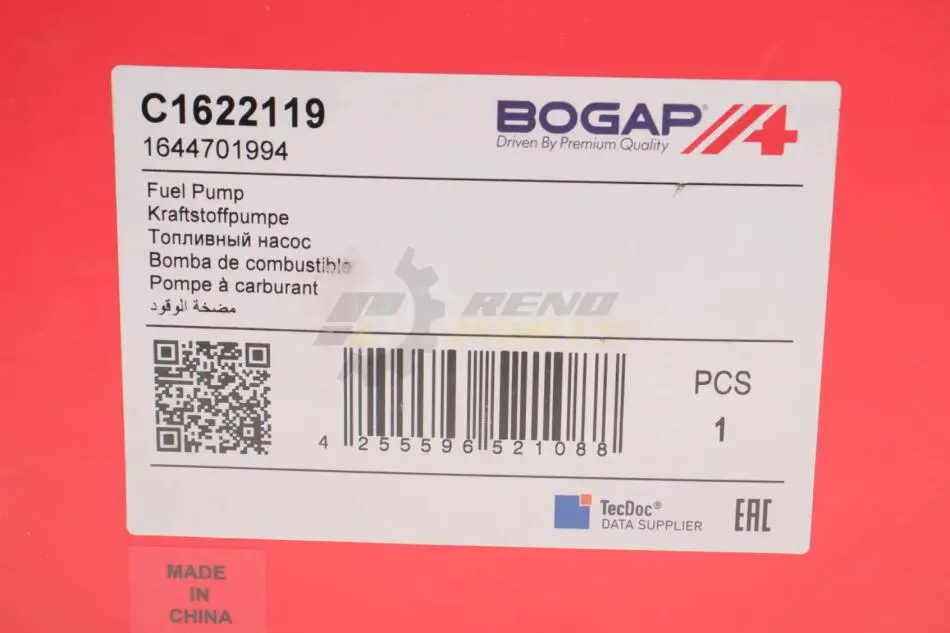 C1622119
1644701994
BOGAP®
Driven By Premium Quality
Fuel Pump
Kraftstoffpumpe
Топливный насос
Bomba de combustible
Pompe à carburant
مضخة الوقود
RENO
4 255596 521088
PCS
1
TecDoc®
DATA SUPPLIER
EAC
MADE
IN
CHINA